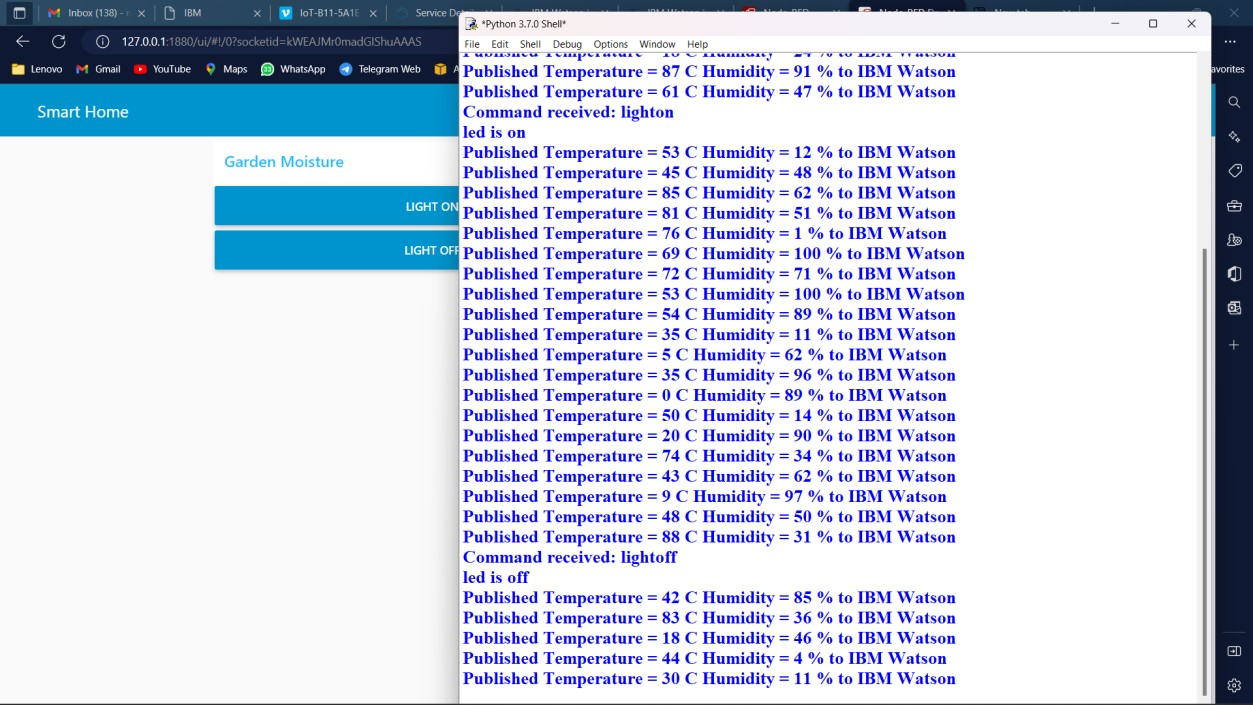 Inbox (138) -
IBM
IoT-B11-5A1E
Service Det
127.0.0.1:1880/ui/#!/0?socketid=kWEAJMr0madGIShuAAAS
Lenovo
Gmail
YouTube
Maps
WhatsApp
Telegram Web
avorites
Smart Home
Garden Moisture
LIGHT ON
LIGHT OFF
*Python 3.7.0 Shell*
File Edit Shell Debug Options Window Help
Published Temperature = 87 C Humidity = 91 % to IBM Watson
Published Temperature = 61 C Humidity = 47 % to IBM Watson
Command received: lighton
led is on
Published Temperature = 53 C Humidity = 12 % to IBM Watson
Published Temperature = 45 C Humidity = 48 % to IBM Watson
Published Temperature = 85 C Humidity = 62 % to IBM Watson
Published Temperature = 81 C Humidity = 51 % to IBM Watson
Published Temperature = 76 C Humidity = 1 % to IBM Watson
Published Temperature = 69 C Humidity = 100 % to IBM Watson
Published Temperature = 72 C Humidity = 71 % to IBM Watson
Published Temperature = 53 C Humidity = 100 % to IBM Watson
Published Temperature = 54 C Humidity = 89 % to IBM Watson
Published Temperature = 35 C Humidity = 11 % to IBM Watson
Published Temperature = 5 C Humidity = 62 % to IBM Watson
Published Temperature = 35 C Humidity = 96 % to IBM Watson
Published Temperature = 0 C Humidity = 89 % to IBM Watson
Published Temperature = 50 C Humidity = 14 % to IBM Watson
Published Temperature = 20 C Humidity = 90 % to IBM Watson
Published Temperature = 74 C Humidity = 34 % to IBM Watson
Published Temperature = 43 C Humidity = 62 % to IBM Watson
Published Temperature = 9 C Humidity = 97 % to IBM Watson
Published Temperature = 48 C Humidity = 50 % to IBM Watson
Published Temperature = 88 C Humidity = 31 % to IBM Watson
Command received: lightoff
led is off
Published Temperature = 42 C Humidity = 85 % to IBM Watson
Published Temperature = 83 C Humidity = 36 % to IBM Watson
Published Temperature = 18 C Humidity = 46 % to IBM Watson
Published Temperature = 44 C Humidity = 4 % to IBM Watson
Published Temperature = 30 C Humidity = 11 % to IBM Watson